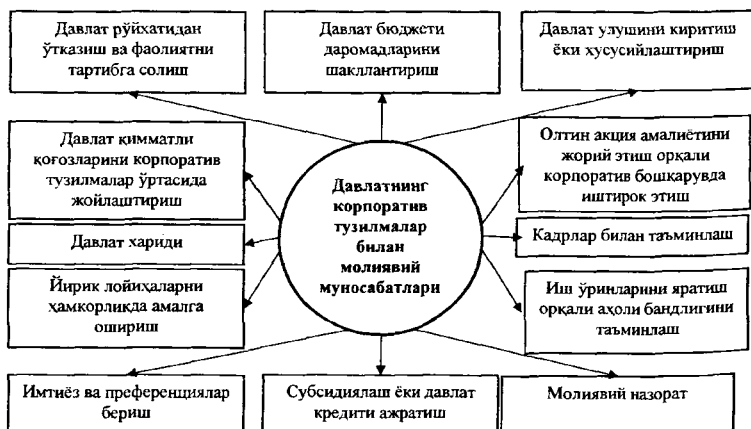 Давлат рўйхатидан
ўтказиш ва фаолиятни
тартибга солиш
Давлат бюджети
даромадларини
шакллантириш
Давлат улушини киритиш
ёки хусусийлаштириш
Давлат қимматли
қоғозларини корпоратив
тузилмалар ўртасида
жойлаштириш
Давлат хариди
Йирик лойиҳаларни
ҳамкорликда амалга
ошириш
Давлатнинг
корпоратив
тузилмалар
билан
молиявий
муносабатлари
Олтин акция амалиётини
жорий этиш орқали
корпоратив бошқарувда
иштирок этиш
Кадрлар билан таъминлаш
Иш ўринларини яратиш
орқали аҳоли бандлигини
таъминлаш
Имтиёз ва преференциялар
бериш
Субсидиялаш ёки давлат
кредити ажратиш
Молиявий назорат